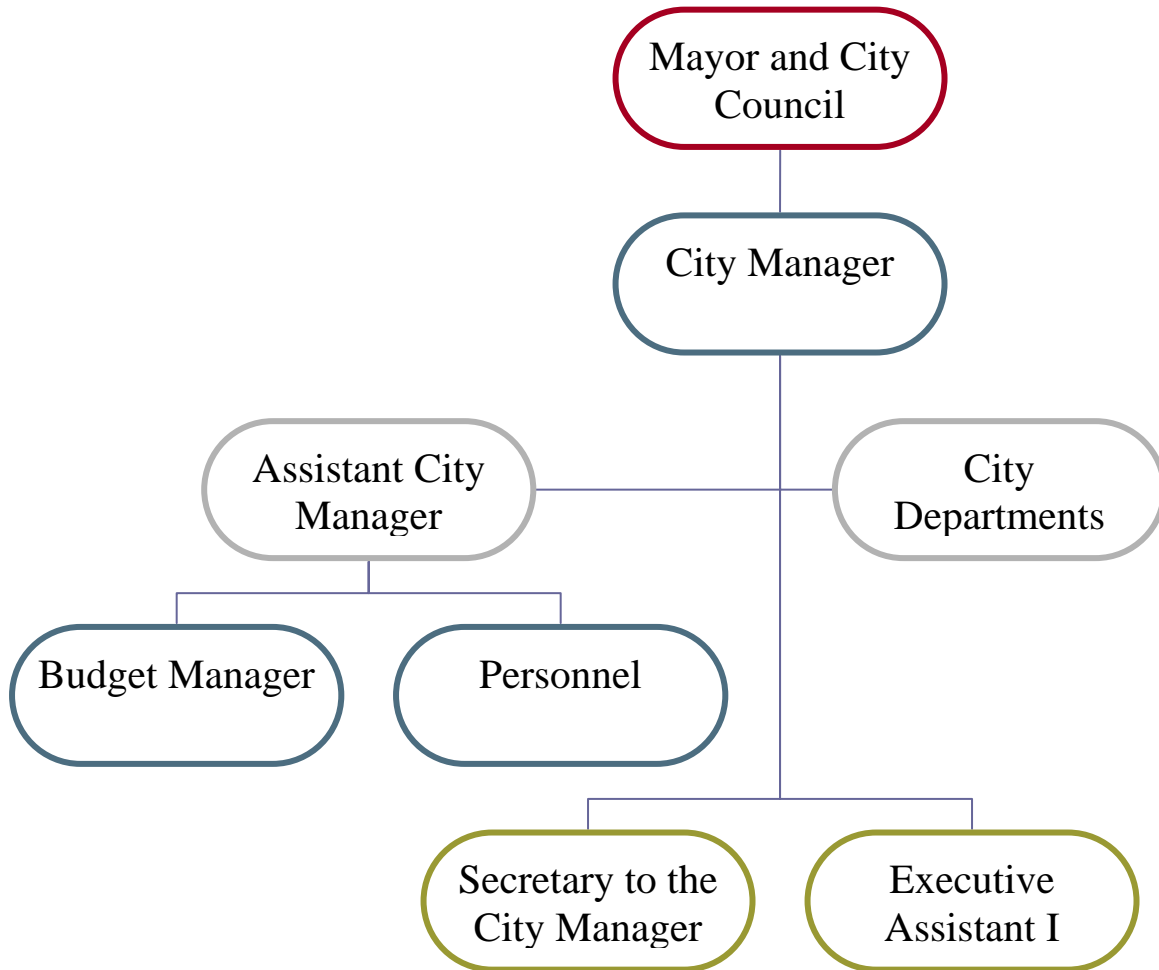 Mayor and City
Council
City Manager
Assistant City
Manager
City
Departments
Budget Manager
Personnel
Secretary to the
City Manager
Executive
Assistant I